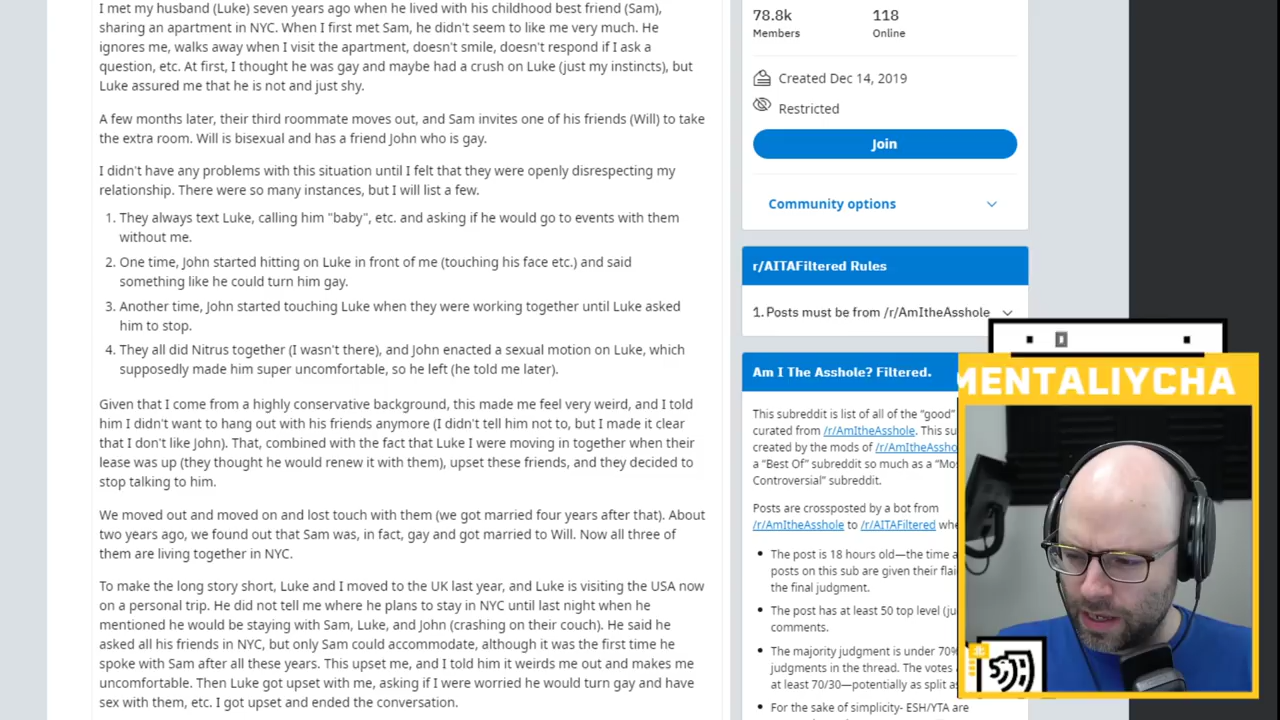 I met my husband (Luke) seven years ago when he lived with his childhood best friend (Sam),
sharing an apartment in NYC. When I first met Sam, he didn't seem to like me very much. He
ignores me, walks away when I visit the apartment, doesn't smile, doesn't respond if I ask a
question, etc. At first, I thought he was gay and maybe had a crush on Luke (just my instincts), but
Luke assured me that he is not and just shy.
A few months later, their third roommate moves out, and Sam invites one of his friends (Will) to take
the extra room. Will is bisexual and has a friend John who is gay.
I didn't have any problems with this situation until I felt that they were openly disrespecting my
relationship. There were so many instances, but I will list a few.
1. They always text Luke, calling him "baby", etc. and asking if he would go to events with them
without me.
2. One time, John started hitting on Luke in front of me (touching his face etc.) and said
something like he could turn him gay.
3. Another time, John started touching Luke when they were working together until Luke asked
him to stop.
4. They all did Nitrus together (I wasn't there), and John enacted a sexual motion on Luke, which
supposedly made him super uncomfortable, so he left (he told me later).
Given that I come from a highly conservative background, this made me feel very weird, and I told
him I didn't want to hang out with his friends anymore (I didn't tell him not to, but I made it clear
that I don't like John). That, combined with the fact that Luke I were moving in together when their
lease was up (they thought he would renew it with them), upset these friends, and they decided to
stop talking to him.
We moved out and moved on and lost touch with them (we got married four years after that). About
two years ago, we found out that Sam was, in fact, gay and got married to Will. Now all three of
them are living together in NYC.
To make the long story short, Luke and I moved to the UK last year, and Luke is visiting the USA now
on a personal trip. He did not tell me where he plans to stay in NYC until last night when he
mentioned he would be staying with Sam, Luke, and John (crashing on their couch). He said he
asked all his friends in NYC, but only Sam could accommodate, although it was the first time he
spoke with Sam after all these years. This upset me, and I told him it weirds me out and makes me
uncomfortable. Then Luke got upset with me, asking if I were worried he would turn gay and have
sex with them, etc. I got upset and ended the conversation.
78.8k 118
Members Online
Created Dec 14, 2019
Restricted
Join
Community options
r/AITAFiltered Rules
1. Posts must be from /r/AmItheAsshole
Am I The Asshole? Filtered.
This subreddit is list of all of the "good"
curated from /r/AmItheAsshole. This su
created by the mods of /r/AmItheAssho
a "Best Of" subreddit so much as a "Mos
Controversial" subreddit.
Posts are crossposted by a bot from
/r/AmItheAsshole to /r/AITAFiltered whe
The post is 18 hours old—the time a
posts on this sub are given their flai
the final judgment.
The post has at least 50 top level (ju
comments.
The majority judgment is under 70%
judgments in the thread. The votes
at least 70/30—potentially as split as
For the sake of simplicity- ESH/YTA are
MENTALIYCHA